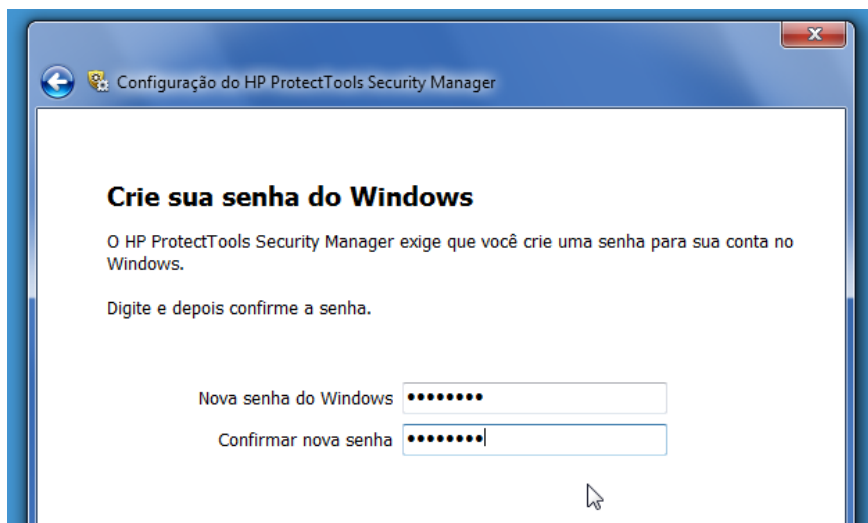 Configuração do HP ProtectTools Security Manager
Crie sua senha do Windows
O HP ProtectTools Security Manager exige que você crie uma senha para sua conta no
Windows.
Digite e depois confirme a senha.
Nova senha do Windows ••••••••
Confirmar nova senha ••••••••